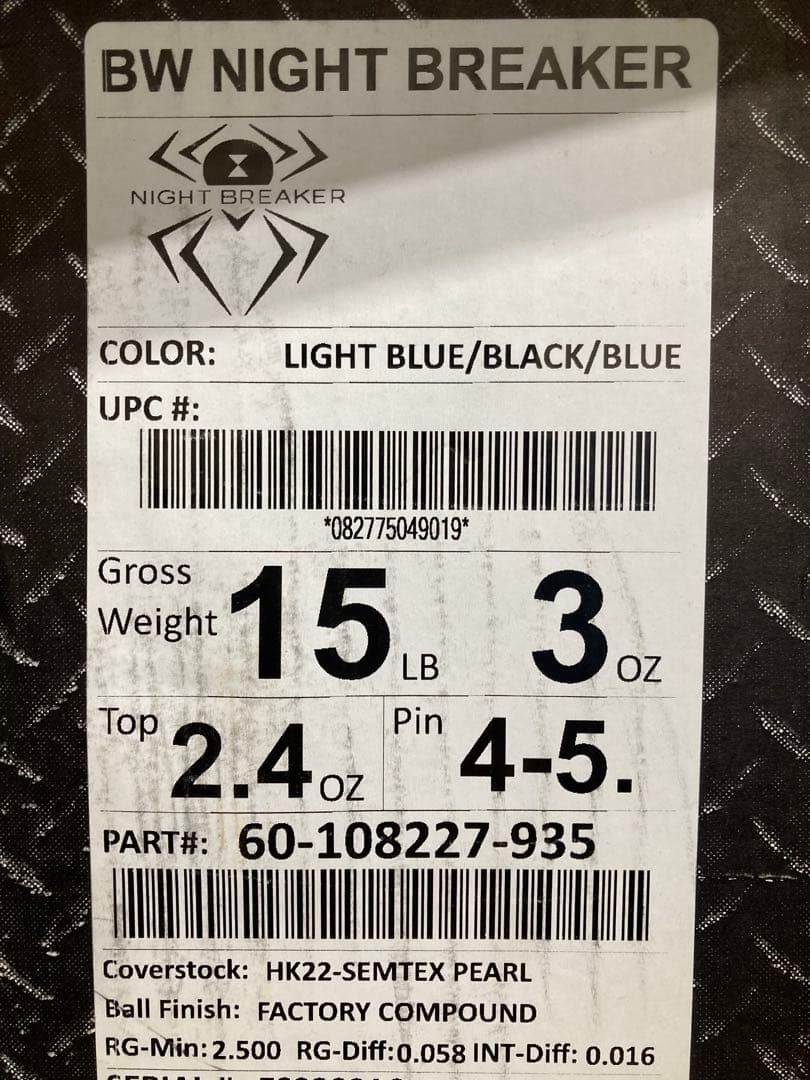 BW NIGHT BREAKER
NIGHT BREAKER
COLOR: LIGHT BLUE/BLACK/BLUE
UPC #:
*082775049019*
Gross Weight 15 LB 3 OZ
Top 2.4 OZ Pin 4-5.
PART#: 60-108227-935
Coverstock: HK22-SEMTEX PEARL
Ball Finish: FACTORY COMPOUND
RG-Min: 2.500 RG-Diff: 0.058 INT-Diff: 0.016